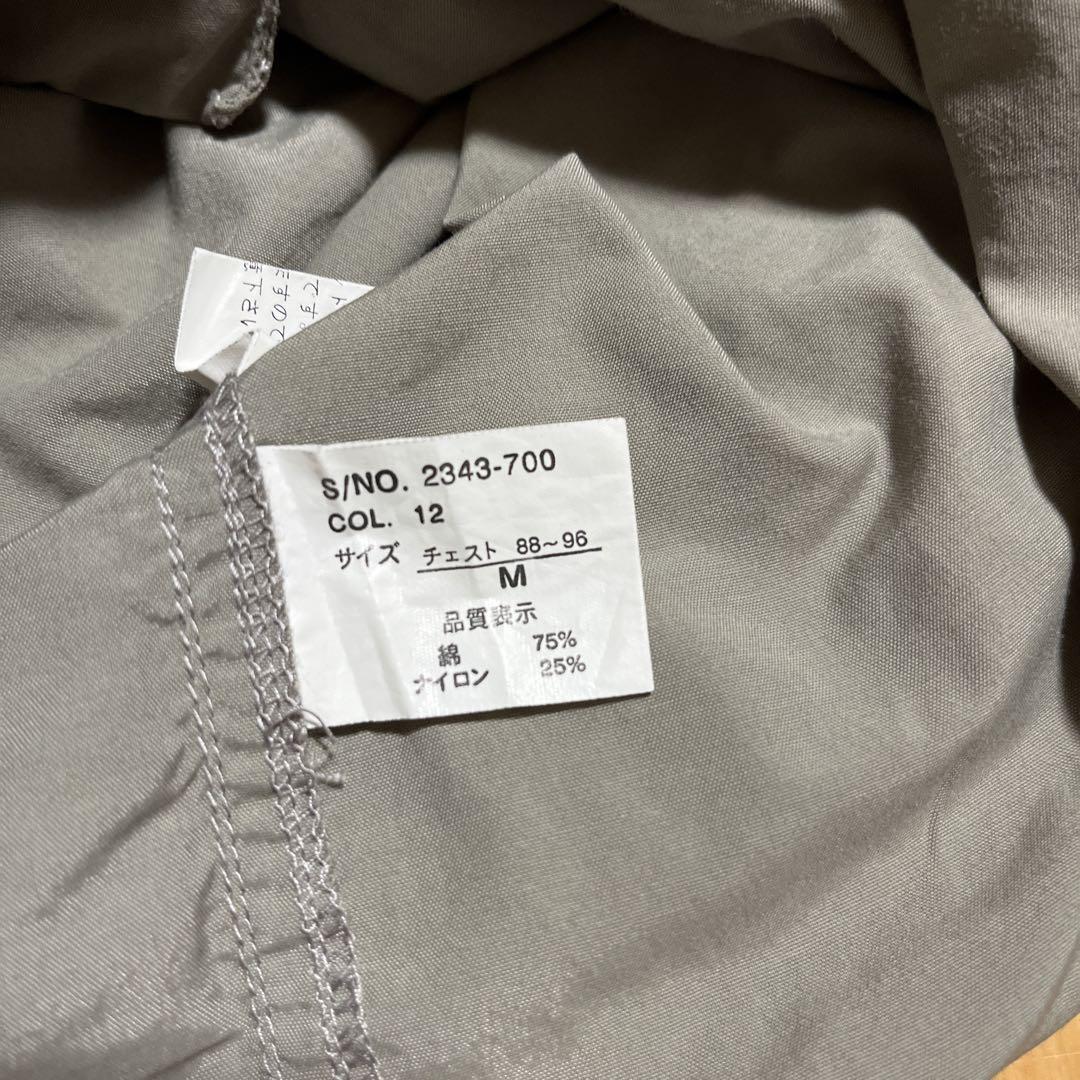 S/NO. 2343-700
COL. 12
サイズ チェスト 88〜96
M
品質表示
綿 75%
ナイロン 25%